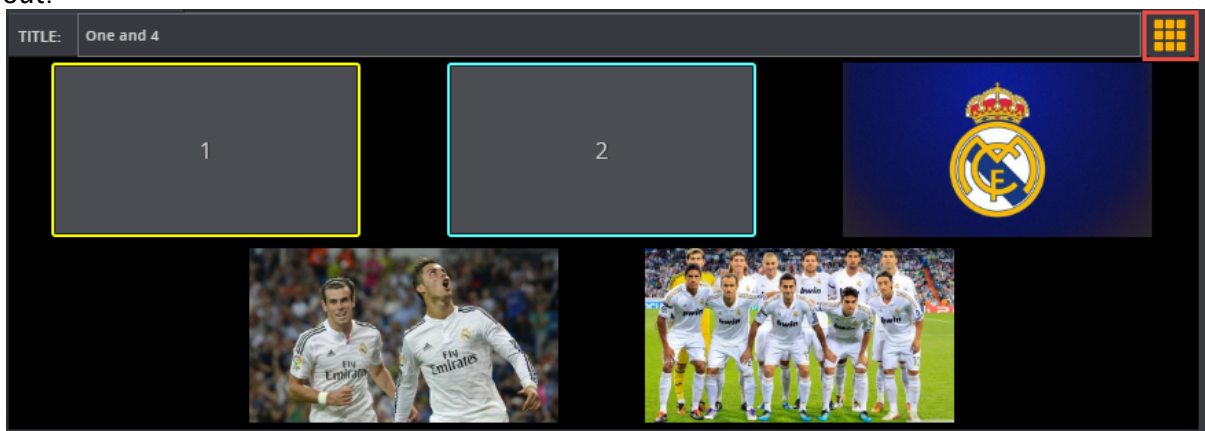 out.
TITLE: One and 4
1
2
Fly
Emirates
Fly
Emirates
bwin
bwin
bwin
bwin